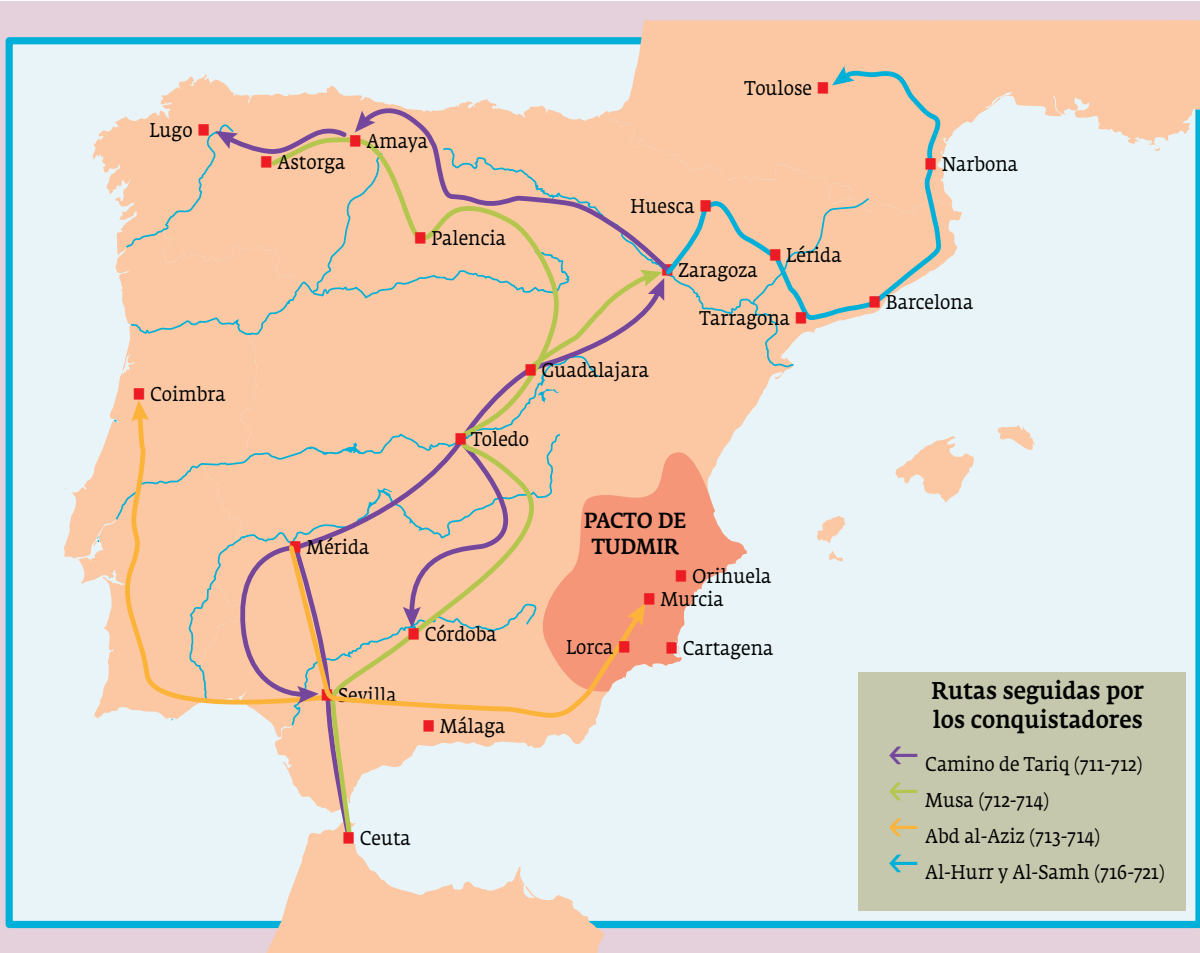 Toulose
Lugo
Amaya
Astorga
Narbona
Huesca
Palencia
Lérida
Zaragoza
Barcelona
Tarragona
Guadalajara
Coimbra
Toledo
PACTO DE
TUDMIR
Mérida
Orihuela
Murcia
Córdoba
Lorca
Cartagena
Sevilla
Málaga
Ceuta
Rutas seguidas por
los conquistadores
Camino de Tariq (711-712)
Musa (712-714)
Abd al-Aziz (713-714)
Al-Hurr y Al-Samh (716-721)